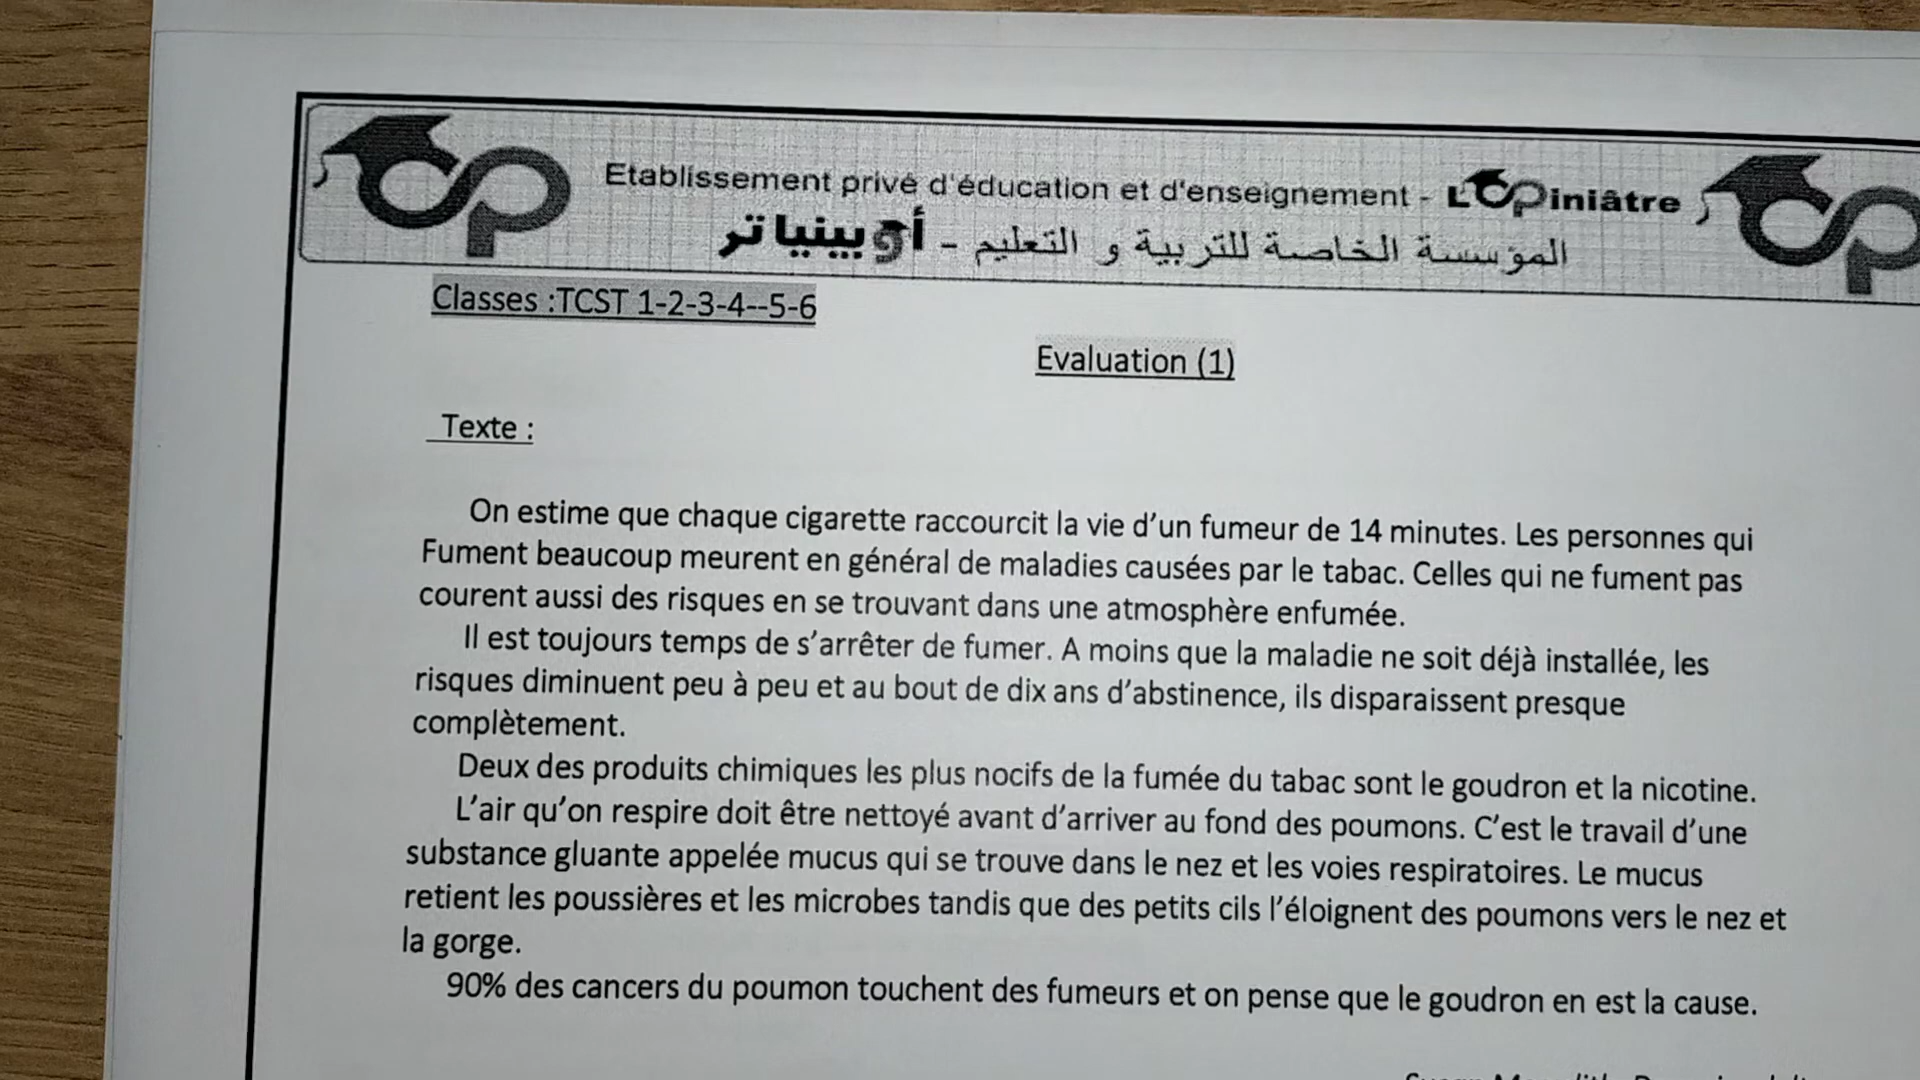 Etablissement privé d'éducation et d'enseignement - L'OPiniâtre
المؤسسة الخاصة للتربية و التعليم - أوبينياتر
Classes :TCST 1-2-3-4--5-6
Evaluation (1)
Texte :
On estime que chaque cigarette raccourcit la vie d'un fumeur de 14 minutes. Les personnes qui
Fument beaucoup meurent en général de maladies causées par le tabac. Celles qui ne fument pas
courent aussi des risques en se trouvant dans une atmosphère enfumée.
Il est toujours temps de s'arrêter de fumer. A moins que la maladie ne soit déjà installée, les
risques diminuent peu à peu et au bout de dix ans d'abstinence, ils disparaissent presque
complètement.
Deux des produits chimiques les plus nocifs de la fumée du tabac sont le goudron et la nicotine.
L'air qu'on respire doit être nettoyé avant d'arriver au fond des poumons. C'est le travail d'une
substance gluante appelée mucus qui se trouve dans le nez et les voies respiratoires. Le mucus
retient les poussières et les microbes tandis que des petits cils l'éloignent des poumons vers le nez et
la gorge.
90% des cancers du poumon touchent des fumeurs et on pense que le goudron en est la cause.